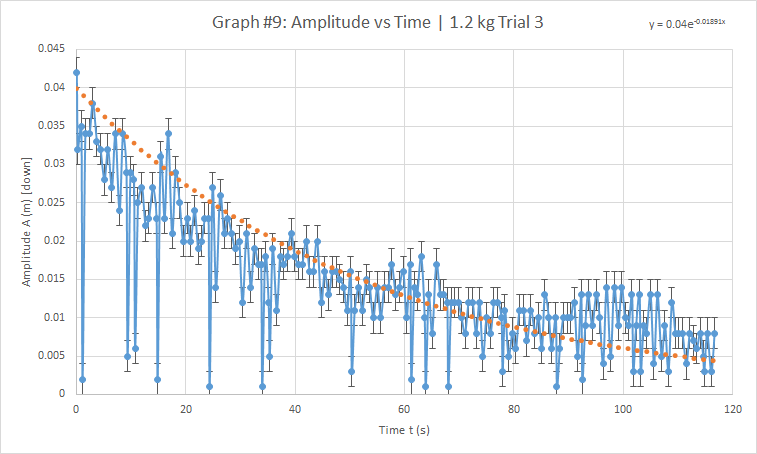 Graph #9: Amplitude vs Time | 1.2 kg Trial 3
y = 0.04e-0.01891x
0.045
0.04
0.035
0.03
0.025
0.02
0.015
0.01
0.005
0
Amplitude A (m) [down]
0 20 40 60 80 100 120
Time t (s)